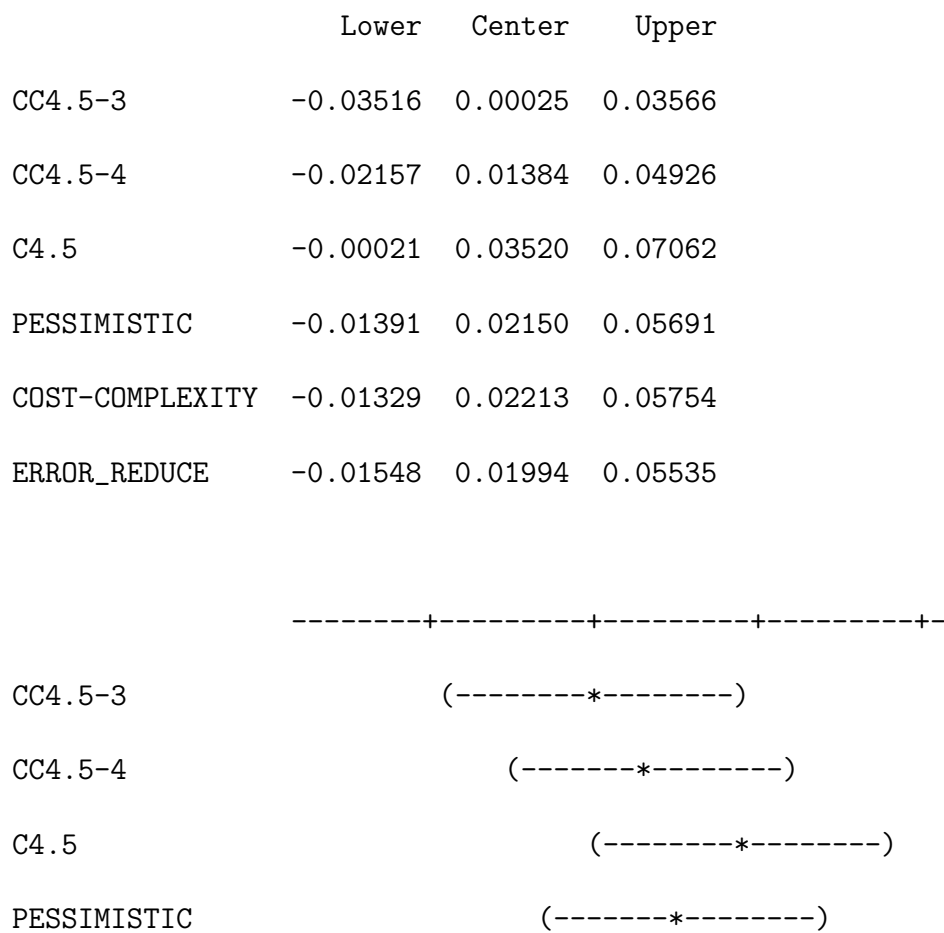 Lower Center Upper
CC4.5-3 -0.03516 0.00025 0.03566
CC4.5-4 -0.02157 0.01384 0.04926
C4.5 -0.00021 0.03520 0.07062
PESSIMISTIC -0.01391 0.02150 0.05691
COST-COMPLEXITY -0.01329 0.02213 0.05754
ERROR_REDUCE -0.01548 0.01994 0.05535
--------+---------+---------+---------+-
CC4.5-3 (--------*--------)
CC4.5-4 (-------*--------)
C4.5 (--------*--------)
PESSIMISTIC (-------*--------)